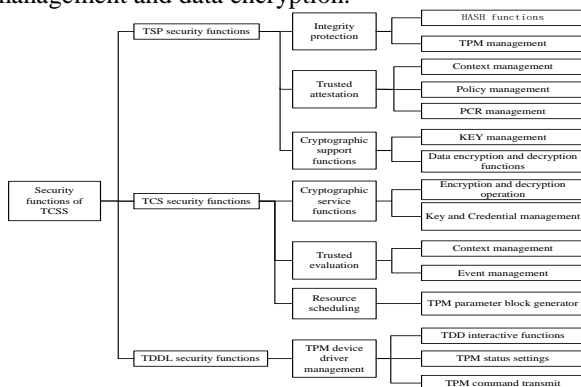 anagement and data encryption.
TSP security functions
Integrity
protection
HASH functions
TPM management
Trusted
attestation
Context management
Policy management
PCR management
Cryptographic
support
functions
KEY management
Data encryption and decryption
functions
Security
functions of
TCSS
TCS security functions
Cryptographic
service
functions
Encryption and decryption
operation
Key and Credential management
Trusted
evaluation
Context management
Event management
Resource
scheduling
TPM parameter block generator
TDDL security functions
TPM device
driver
management
TDD interactive functions
TPM status settings
TPM command transmit